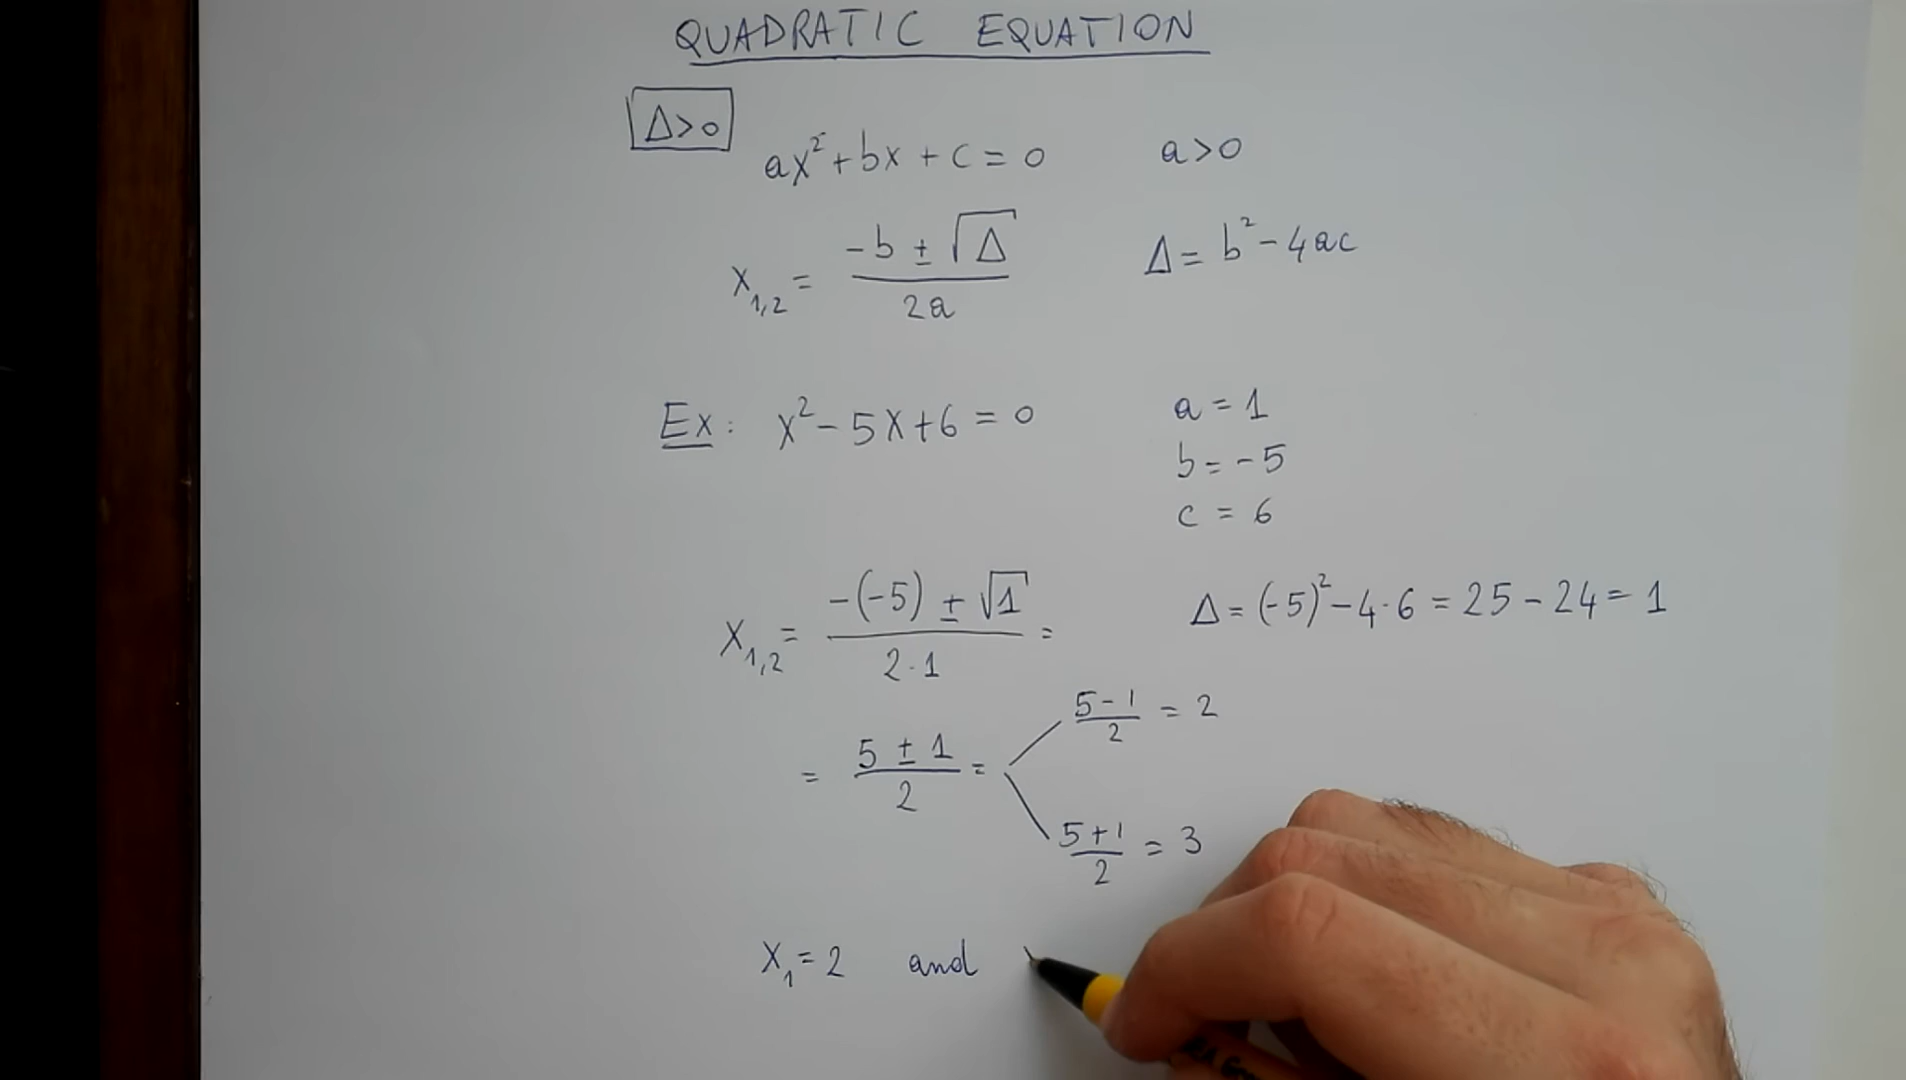 QUADRATIC EQUATION
Δ>0
ax²+bx+c=0 a>0
x₁,₂ = (-b ± √Δ)/2a Δ = b²-4ac
Ex: x²-5x+6=0 a=1
b=-5
c=6
x₁,₂ = (-(-5) ± √1)/(2·1) = Δ=(-5)²-4·6=25-24=1
(5-1)/2 = 2
= (5±1)/2 =
(5+1)/2 = 3
x₁=2 and